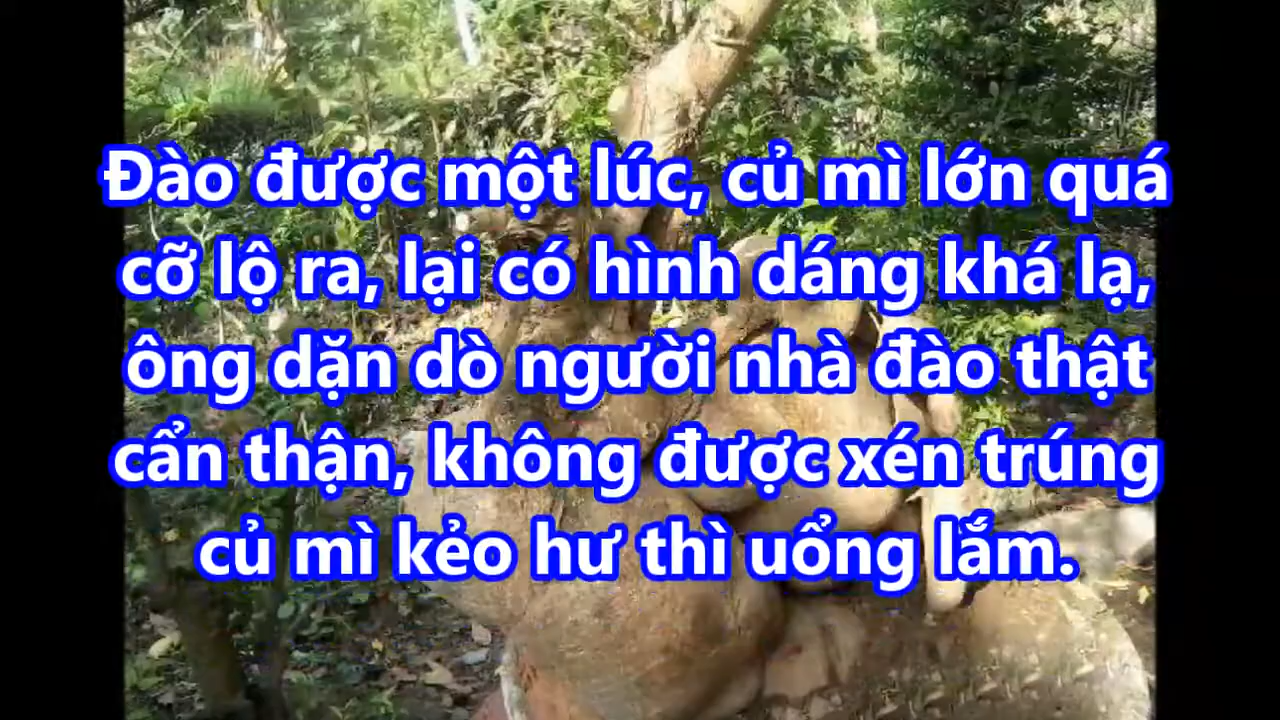 Đào được một lúc, củ mì lớn quá
cỡ lộ ra, lại có hình dáng khá lạ,
ông dặn dò người nhà đào thật
cẩn thận, không được xén trúng
củ mì kẻo hư thì uổng lắm.